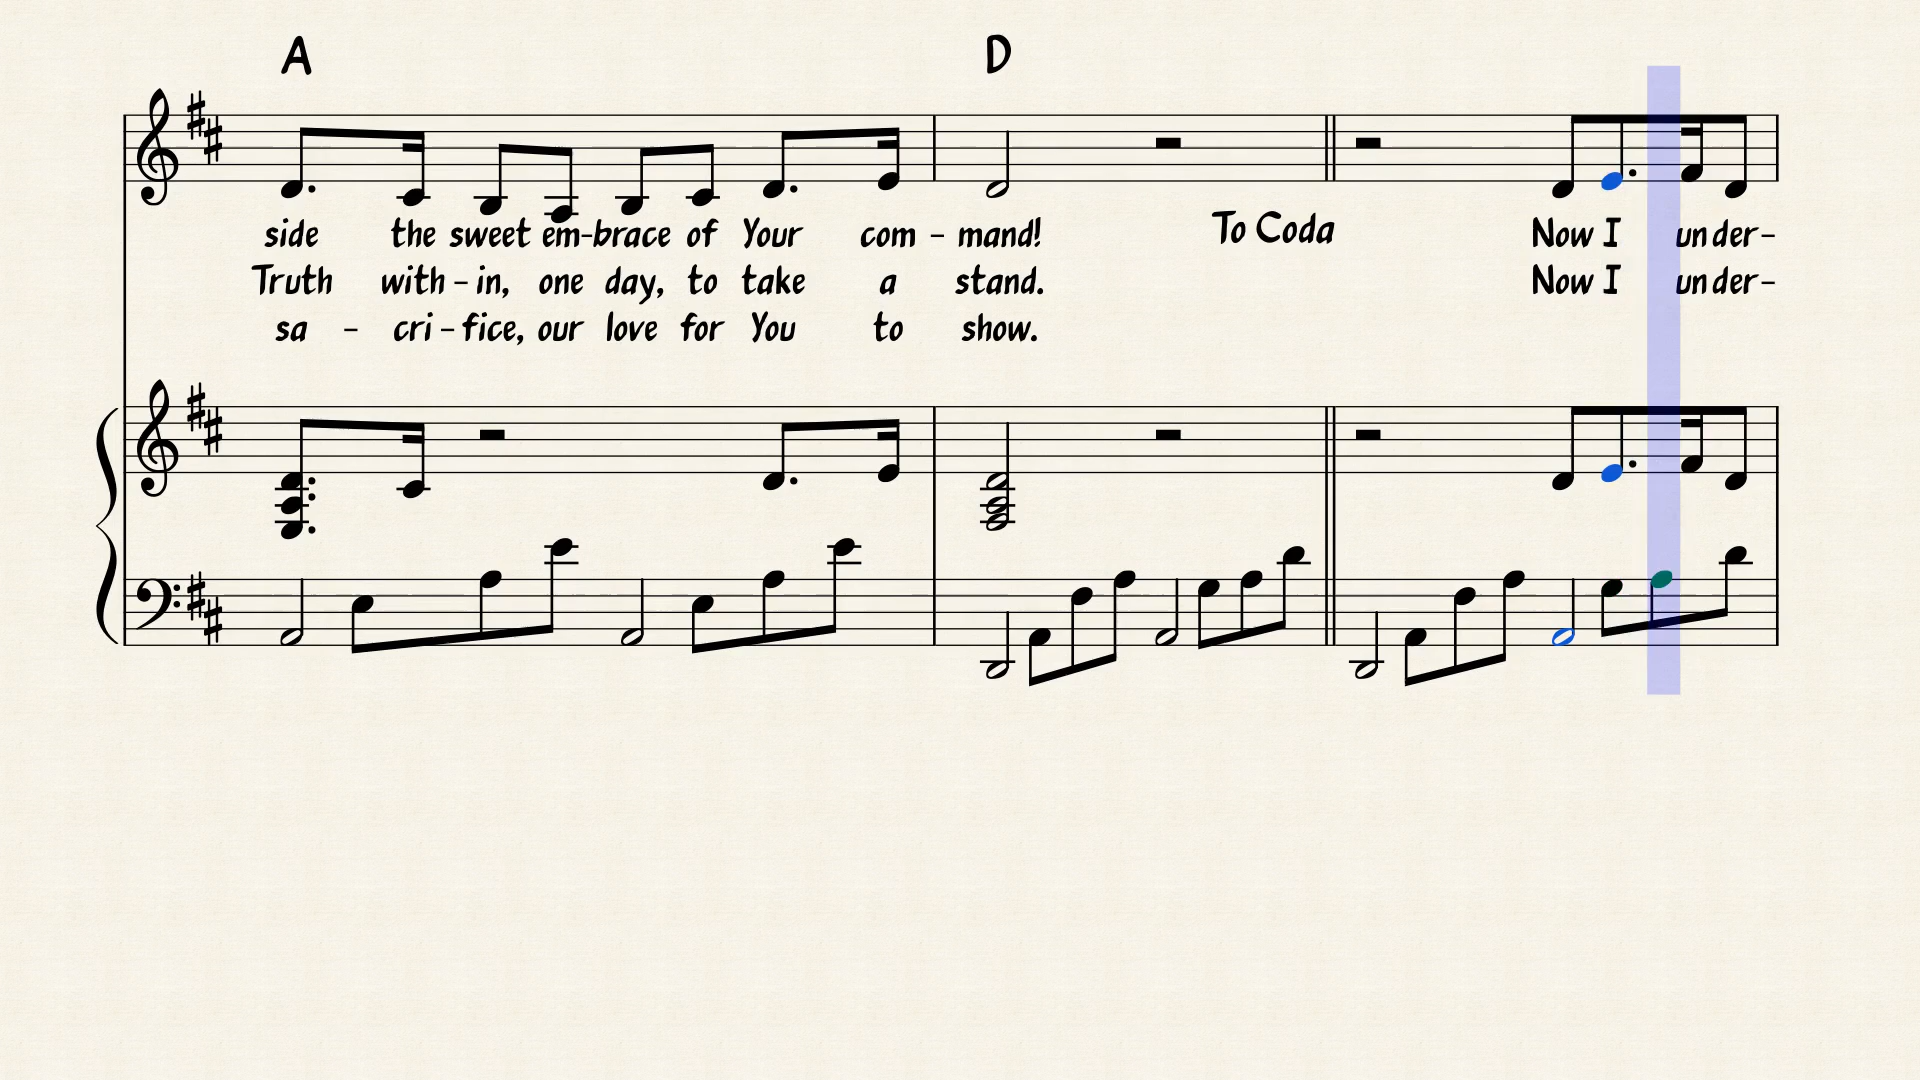 A D
side the sweet em-brace of Your com - mand! To Coda Now I under-
Truth with - in, one day, to take a stand. Now I under-
sa - cri - fice, our love for You to show.